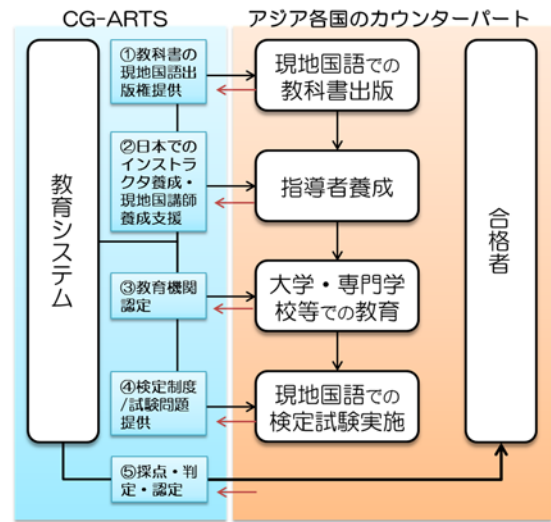 CG-ARTS
アジア各国のカウンターパート
教育システム
①教科書の
現地国語出
版権提供
②日本での
インストラ
クタ養成・
現地国講師
養成支援
③教育機関
認定
④検定制度
/試験問題
提供
⑤採点・判
定・認定
現地国語での
教科書出版
指導者養成
大学・専門学
校等での教育
現地国語での
検定試験実施
合格者